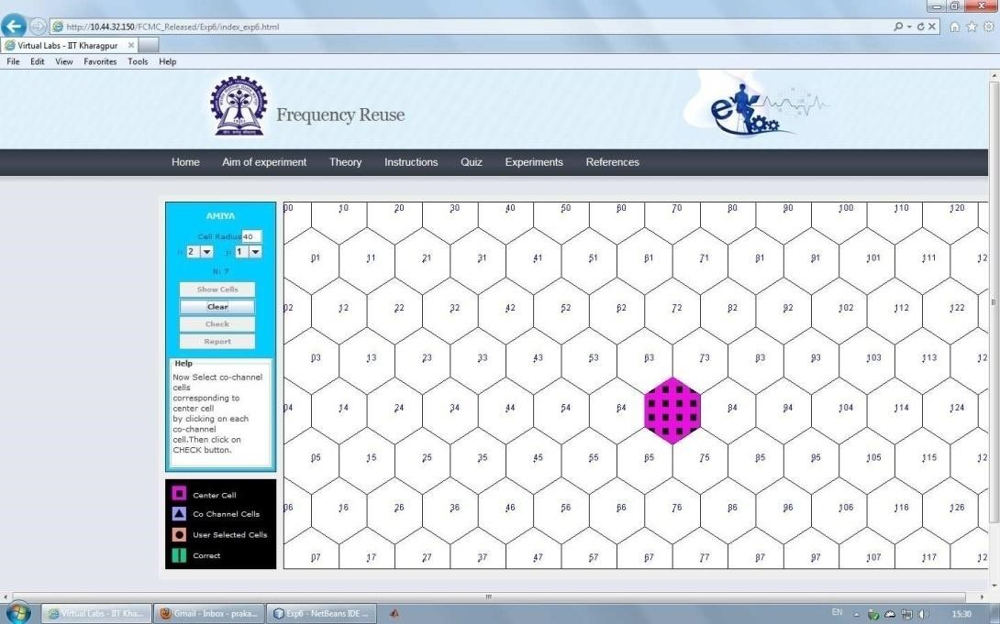 http://10.44.32.150/FCMC_Released/Exp6/index_exp6.html
Virtual Labs - IIT Kharagpur
File Edit View Favorites Tools Help
Frequency Reuse
Home Aim of experiment Theory Instructions Quiz Experiments References
AMIYA
Cell Radius 40
i: 2 j: 1
N: 7
Show Cells
Clear
Check
Report
Help
Now Select co-channel
cells
corresponding to
center cell
by clicking on each
co-channel
cell.Then click on
CHECK button.
Center Cell
Co Channel Cells
User Selected Cells
Correct
00 10 20 30 40 50 60 70 80 90 100 110 120
01 11 21 31 41 51 61 71 81 91 101 111 12
02 12 22 32 42 52 62 72 82 92 102 112 122
03 13 23 33 43 53 63 73 83 93 103 113 12
04 14 24 34 44 54 64 84 94 104 114 124
05 15 25 35 45 55 65 75 85 95 105 115 12
06 16 26 36 46 56 66 76 86 96 106 116 126
07 17 27 37 47 57 67 77 87 97 107 117 12
Virtual Labs - IIT Kha... Gmail - Inbox - praka... Exp6 - NetBeans IDE ... EN 15:30